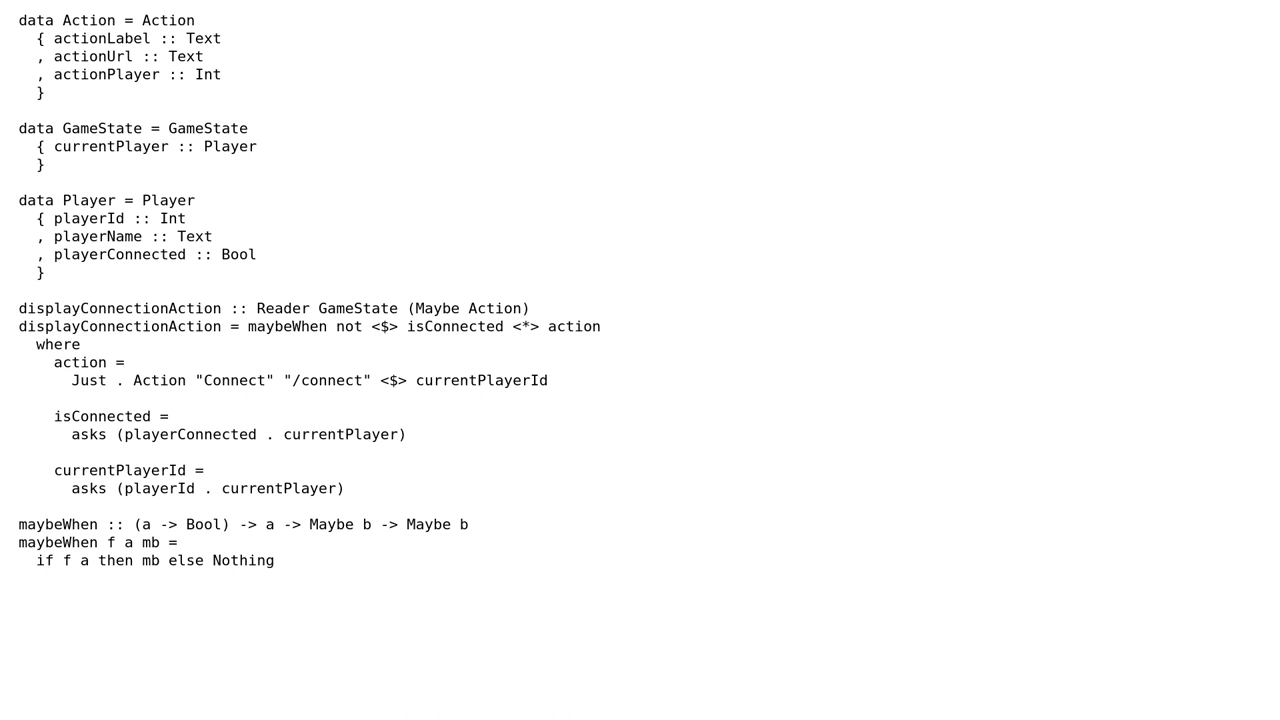 data Action = Action
  { actionLabel :: Text
  , actionUrl :: Text
  , actionPlayer :: Int
  }

data GameState = GameState
  { currentPlayer :: Player
  }

data Player = Player
  { playerId :: Int
  , playerName :: Text
  , playerConnected :: Bool
  }

displayConnectionAction :: Reader GameState (Maybe Action)
displayConnectionAction = maybeWhen not <$> isConnected <*> action
  where
    action =
      Just . Action "Connect" "/connect" <$> currentPlayerId

    isConnected =
      asks (playerConnected . currentPlayer)

    currentPlayerId =
      asks (playerId . currentPlayer)

maybeWhen :: (a -> Bool) -> a -> Maybe b -> Maybe b
maybeWhen f a mb =
  if f a then mb else Nothing